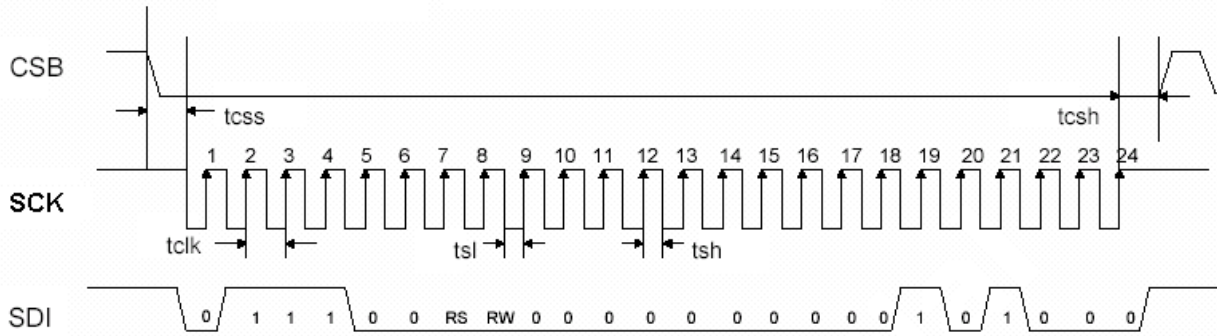 CSB
tcss
tcsh
1 2 3 4 5 6 7 8 9 10 11 12 13 14 15 16 17 18 19 20 21 22 23 24
SCK
tclk
tsl
tsh
SDI
0 1 1 1 0 0 RS RW 0 0 0 0 0 0 0 0 0 0 1 0 1 0 0 0